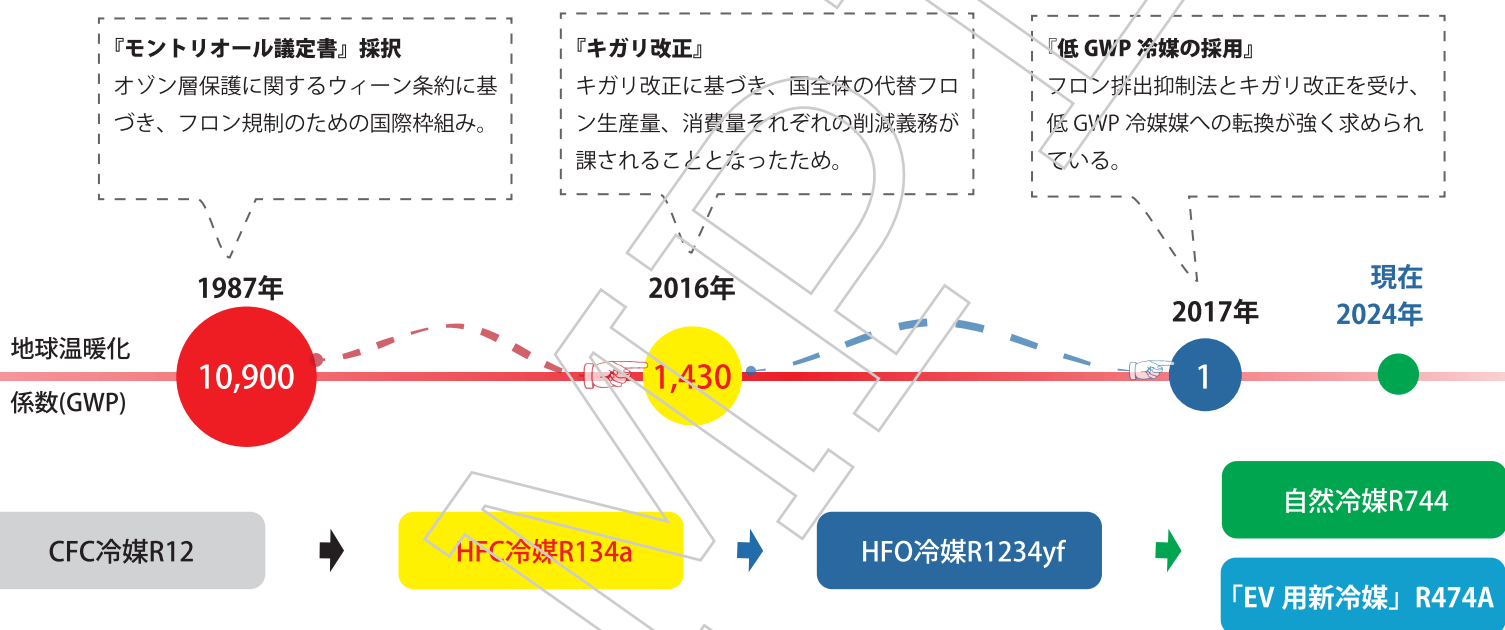 『モントリオール議定書』採択
オゾン層保護に関するウィーン条約に基
づき、フロン規制のための国際枠組み。
『キガリ改正』
キガリ改正に基づき、国全体の代替フロ
ン生産量、消費量それぞれの削減義務が
課されることとなったため。
『低 GWP 冷媒の採用』
フロン排出抑制法とキガリ改正を受け、
低 GWP 冷媒媒への転換が強く求められ
ている。
1987年
2016年
2017年
現在
2024年
地球温暖化
係数(GWP)
10,900
1,430
1
CFC冷媒R12
HFC冷媒R134a
HFO冷媒R1234yf
自然冷媒R744
「EV 用新冷媒」R474A